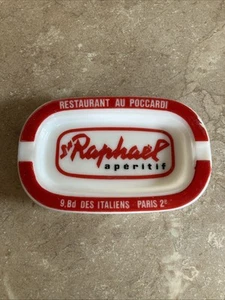 RESTAURANT AU POCCARDI
St Raphaël
apéritif
9, Bd DES ITALIENS PARIS 2e